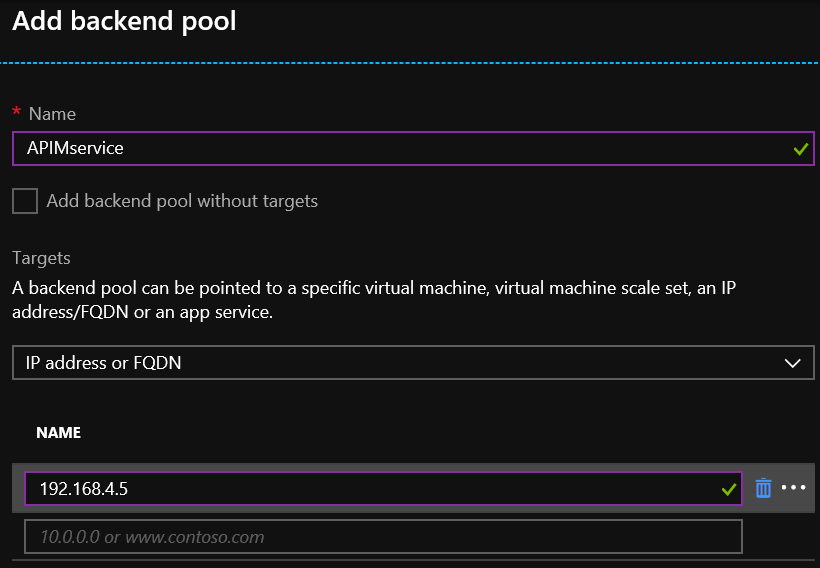 Add backend pool
* Name
APIMservice
Add backend pool without targets
Targets
A backend pool can be pointed to a specific virtual machine, virtual machine scale set, an IP
address/FQDN or an app service.
IP address or FQDN
NAME
192.168.4.5
10.0.0.0 or www.contoso.com